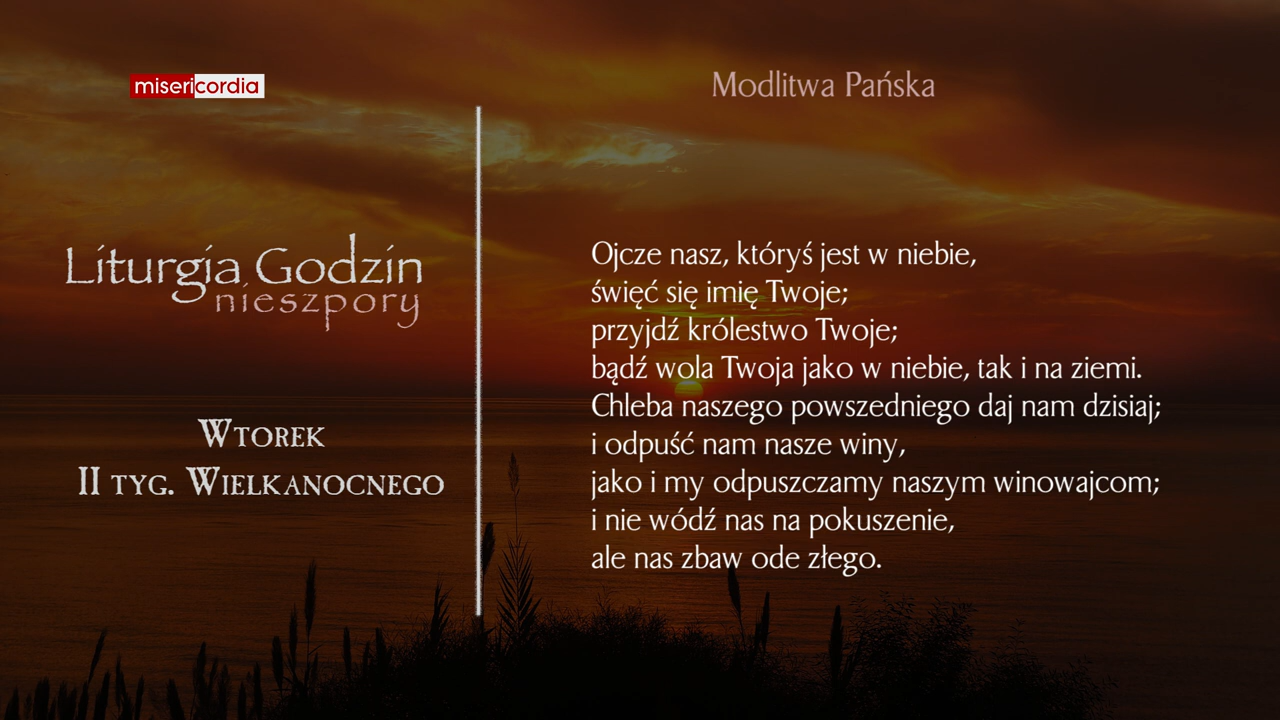 misericordia
Liturgia Godzin
nieszpory
Wtorek
II tyg. Wielkanocnego
Modlitwa Pańska
Ojcze nasz, któryś jest w niebie,
święć się imię Twoje;
przyjdź królestwo Twoje;
bądź wola Twoja jako w niebie, tak i na ziemi.
Chleba naszego powszedniego daj nam dzisiaj;
i odpuść nam nasze winy,
jako i my odpuszczamy naszym winowajcom;
i nie wódź nas na pokuszenie,
ale nas zbaw ode złego.